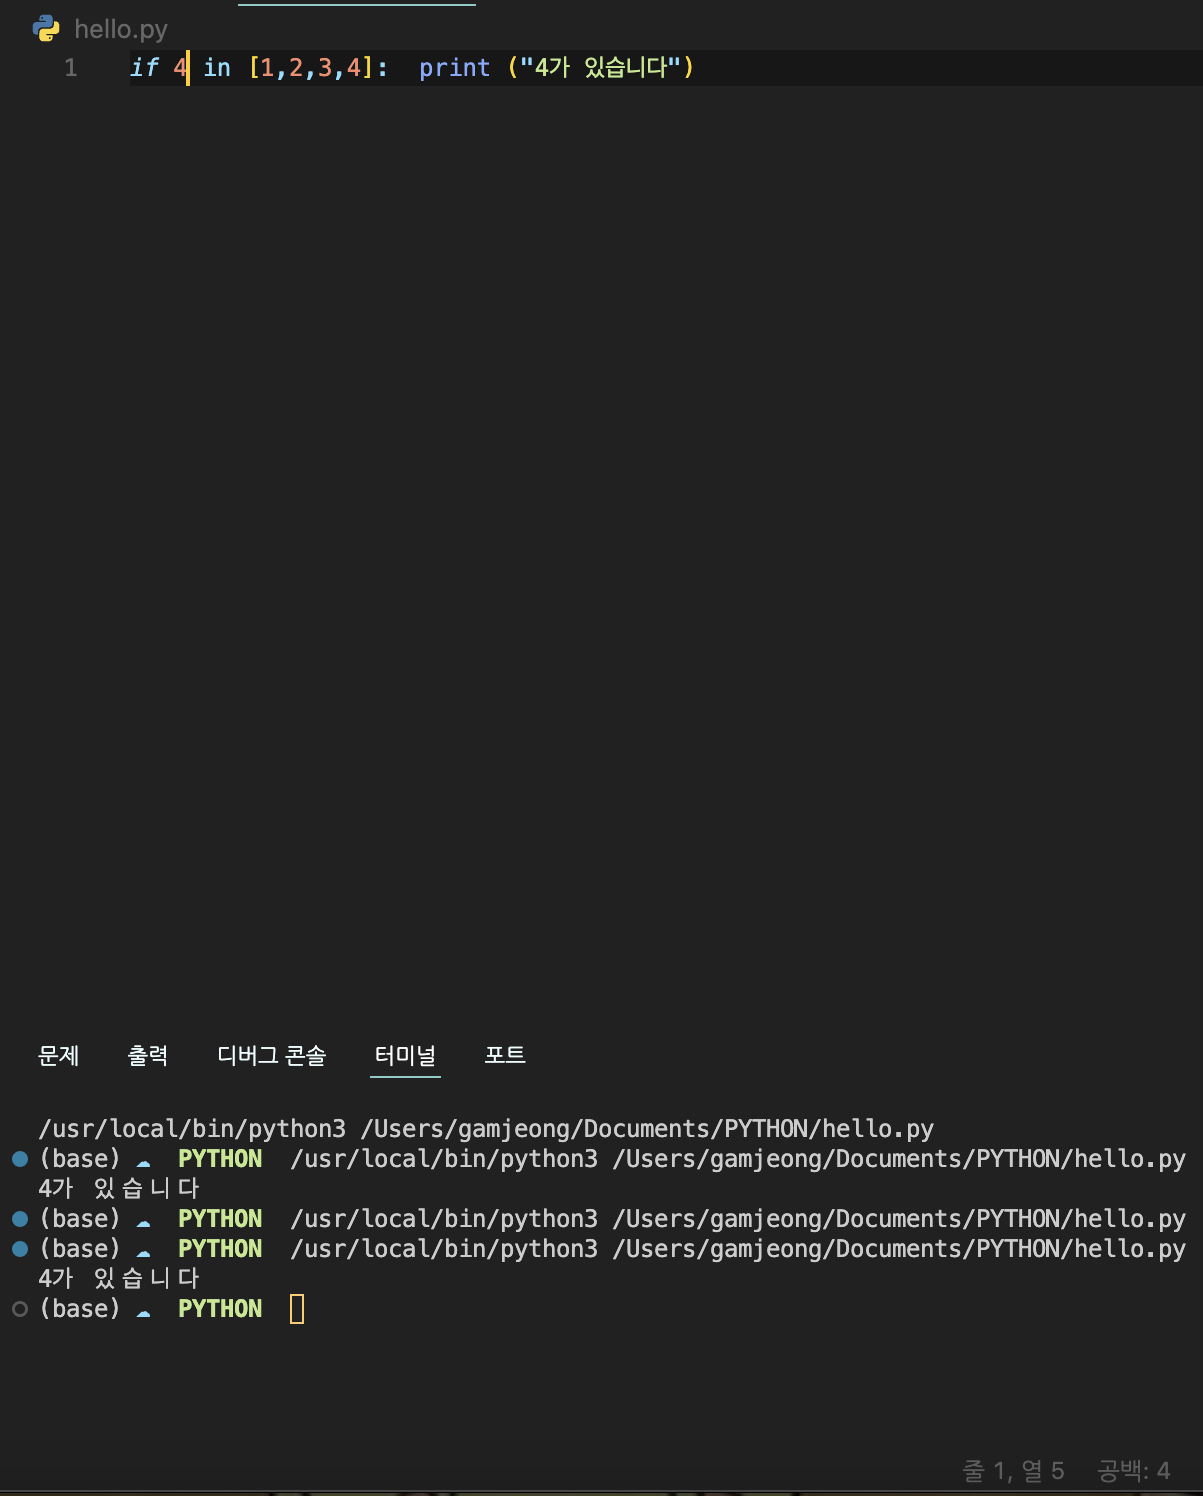 hello.py
1 if 4 in [1,2,3,4]:  print ("4가 있습니다")
문제 출력 디버그 콘솔 터미널 포트
/usr/local/bin/python3 /Users/gamjeong/Documents/PYTHON/hello.py
(base) ☁ PYTHON /usr/local/bin/python3 /Users/gamjeong/Documents/PYTHON/hello.py
4가 있습니다
(base) ☁ PYTHON /usr/local/bin/python3 /Users/gamjeong/Documents/PYTHON/hello.py
(base) ☁ PYTHON /usr/local/bin/python3 /Users/gamjeong/Documents/PYTHON/hello.py
4가 있습니다
(base) ☁ PYTHON
줄 1, 열 5 공백: 4